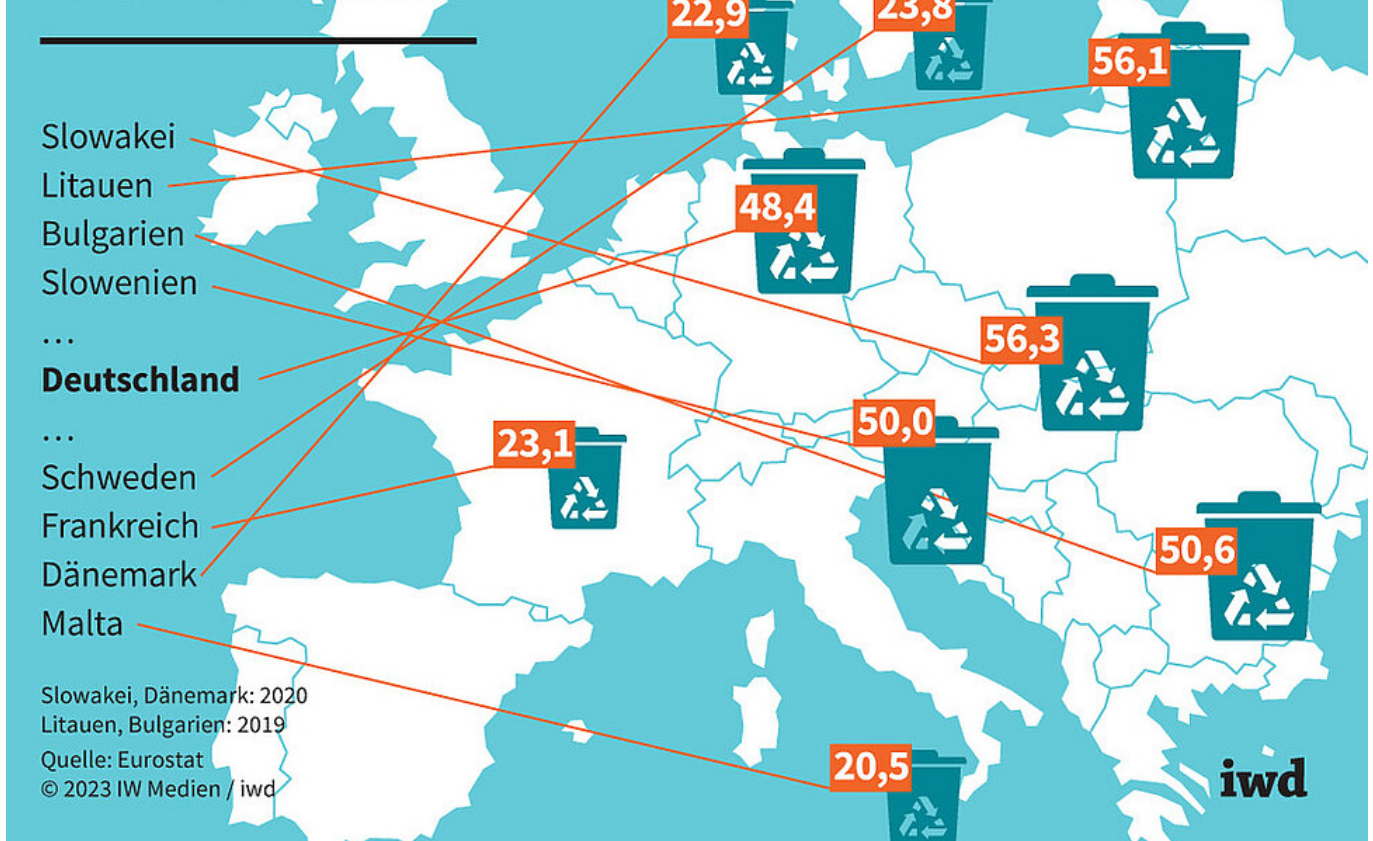 22,9
23,8
56,1
Slowakei
Litauen
Bulgarien
Slowenien
…
Deutschland
…
Schweden
Frankreich
Dänemark
Malta
48,4
56,3
50,0
23,1
50,6
20,5
Slowakei, Dänemark: 2020
Litauen, Bulgarien: 2019
Quelle: Eurostat
© 2023 IW Medien / iwd
iwd